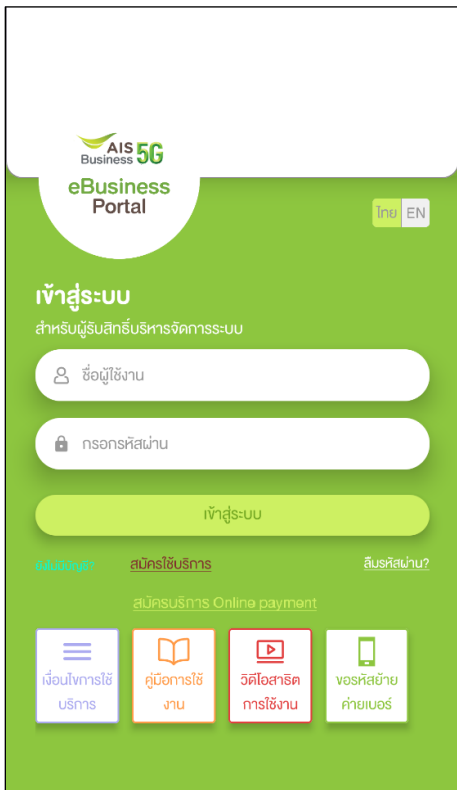 AIS 5G
Business
eBusiness
Portal
ไทย EN
เข้าสู่ระบบ
สำหรับผู้รับสิทธิ์บริหารจัดการระบบ
ชื่อผู้ใช้งาน
กรอกรหัสผ่าน
เข้าสู่ระบบ
ยังไม่มีบัญชี? สมัครใช้บริการ ลืมรหัสผ่าน?
สมัครบริการ Online payment
เงื่อนไขการใช้ คู่มือการใช้ วิดีโอสาธิต ขอรหัสย้าย
บริการ งาน การใช้งาน ค่ายเบอร์